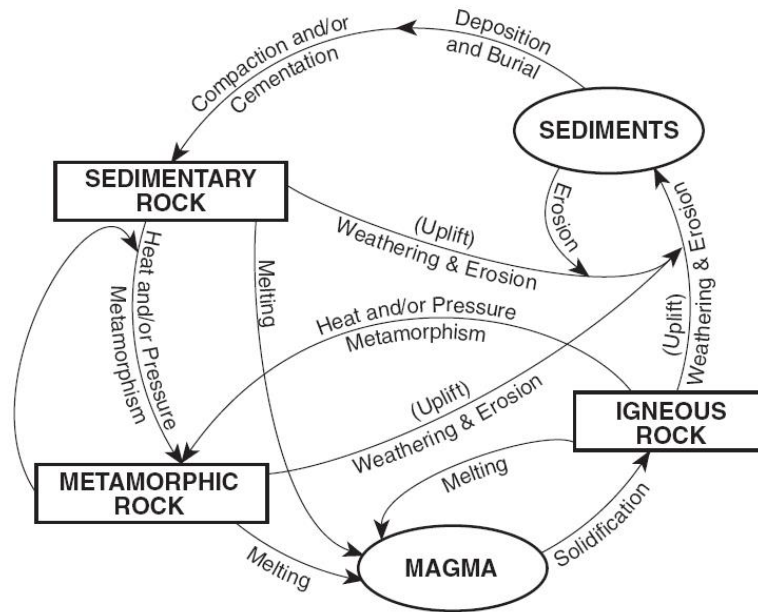 Deposition
and Burial
Compaction and/or
Cementation
SEDIMENTS
SEDIMENTARY
ROCK
Erosion
(Uplift)
Weathering & Erosion
(Uplift)
Weathering & Erosion
Heat and/or Pressure
Metamorphism
Melting
Heat and/or Pressure
Metamorphism
(Uplift)
Weathering & Erosion
IGNEOUS
ROCK
METAMORPHIC
ROCK
Melting
Solidification
Melting
MAGMA